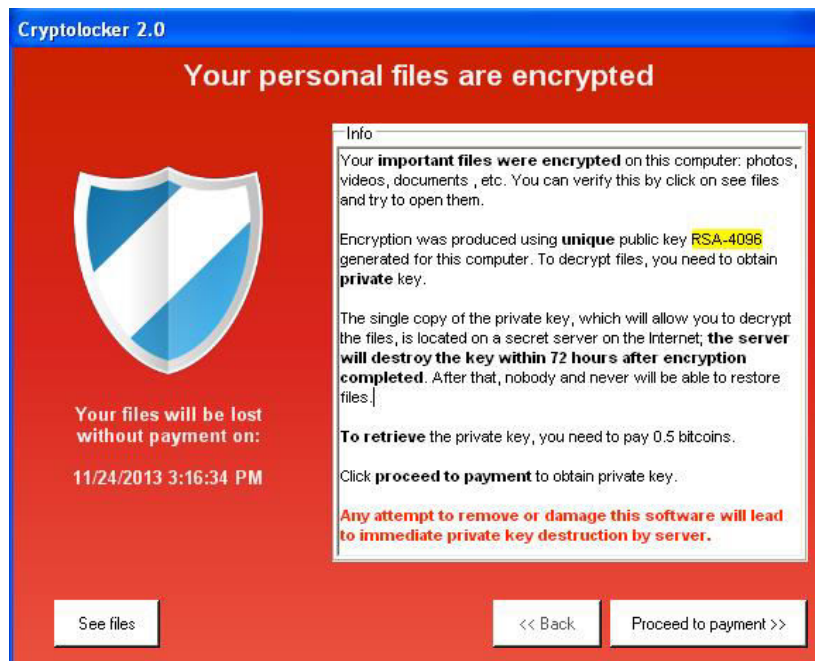 Cryptolocker 2.0
Your personal files are encrypted
Info
Your important files were encrypted on this computer: photos,
videos, documents , etc. You can verify this by click on see files
and try to open them.
Encryption was produced using unique public key RSA-4096
generated for this computer. To decrypt files, you need to obtain
private key.
The single copy of the private key, which will allow you to decrypt
the files, is located on a secret server on the Internet; the server
will destroy the key within 72 hours after encryption
completed. After that, nobody and never will be able to restore
files.
To retrieve the private key, you need to pay 0.5 bitcoins.
Click proceed to payment to obtain private key.
Any attempt to remove or damage this software will lead
to immediate private key destruction by server.
Your files will be lost
without payment on:
11/24/2013 3:16:34 PM
See files
<< Back
Proceed to payment >>